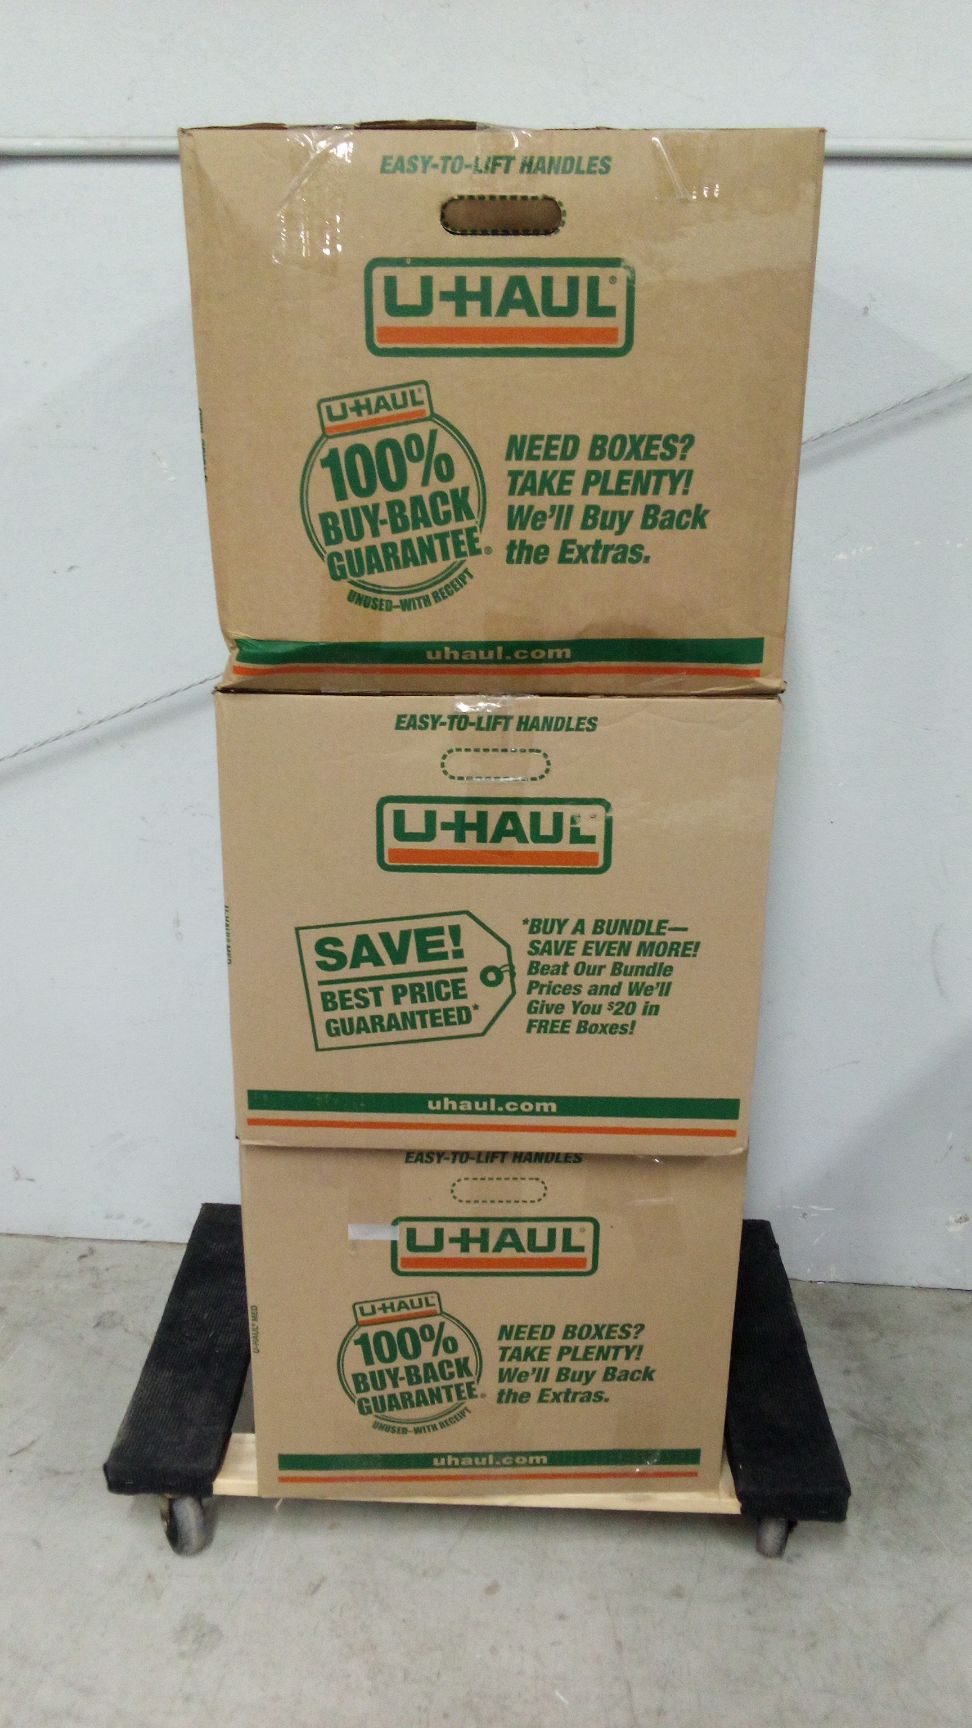 EASY-TO-LIFT HANDLES
U-HAUL®
U-HAUL®
100%
BUY-BACK
GUARANTEE®
UNUSED–WITH RECEIPT
NEED BOXES?
TAKE PLENTY!
We'll Buy Back
the Extras.
uhaul.com
EASY-TO-LIFT HANDLES
U-HAUL
SAVE!
BEST PRICE
GUARANTEED*
*BUY A BUNDLE—
SAVE EVEN MORE!
Beat Our Bundle
Prices and We'll
Give You $20 in
FREE Boxes!
uhaul.com
EASY-TO-LIFT HANDLES
U-HAUL®
U-HAUL® MED
U-HAUL®
100%
BUY-BACK
GUARANTEE®
UNUSED–WITH RECEIPT
NEED BOXES?
TAKE PLENTY!
We'll Buy Back
the Extras.
uhaul.com